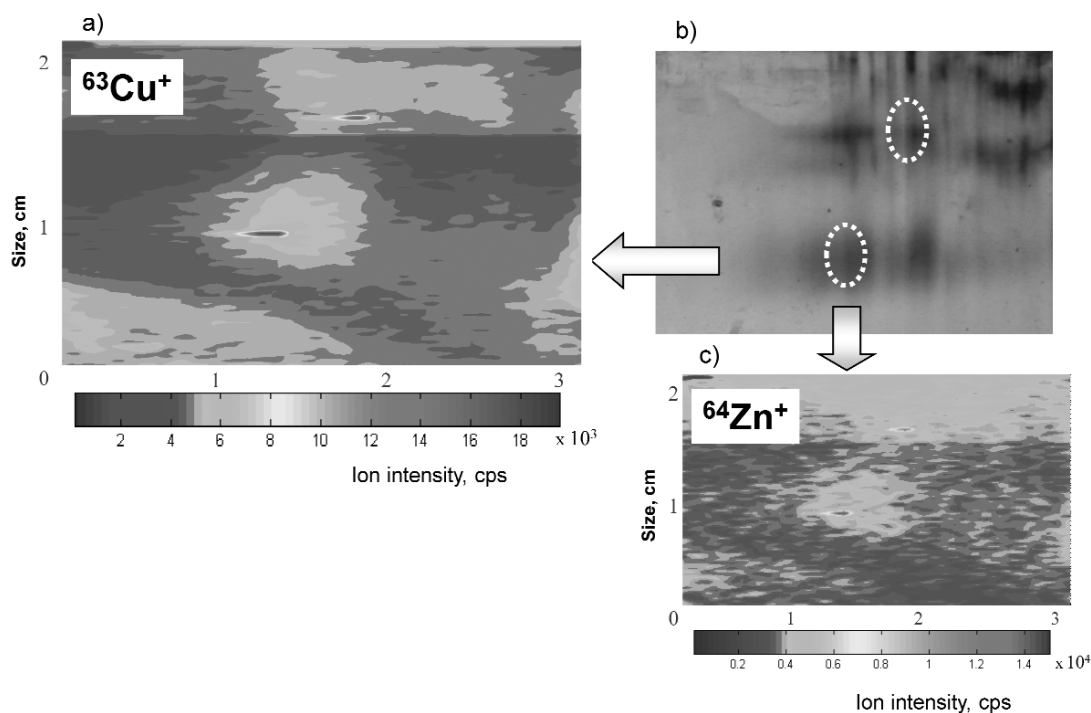 a)
2
63Cu+
Size, cm
1
0
1
2
3
2 4 6 8 10 12 14 16 18 x 10³
Ion intensity, cps
b)
c)
2
64Zn+
Size, cm
1
0
1
2
3
0.2 0.4 0.6 0.8 1 1.2 1.4 x 10⁴
Ion intensity, cps